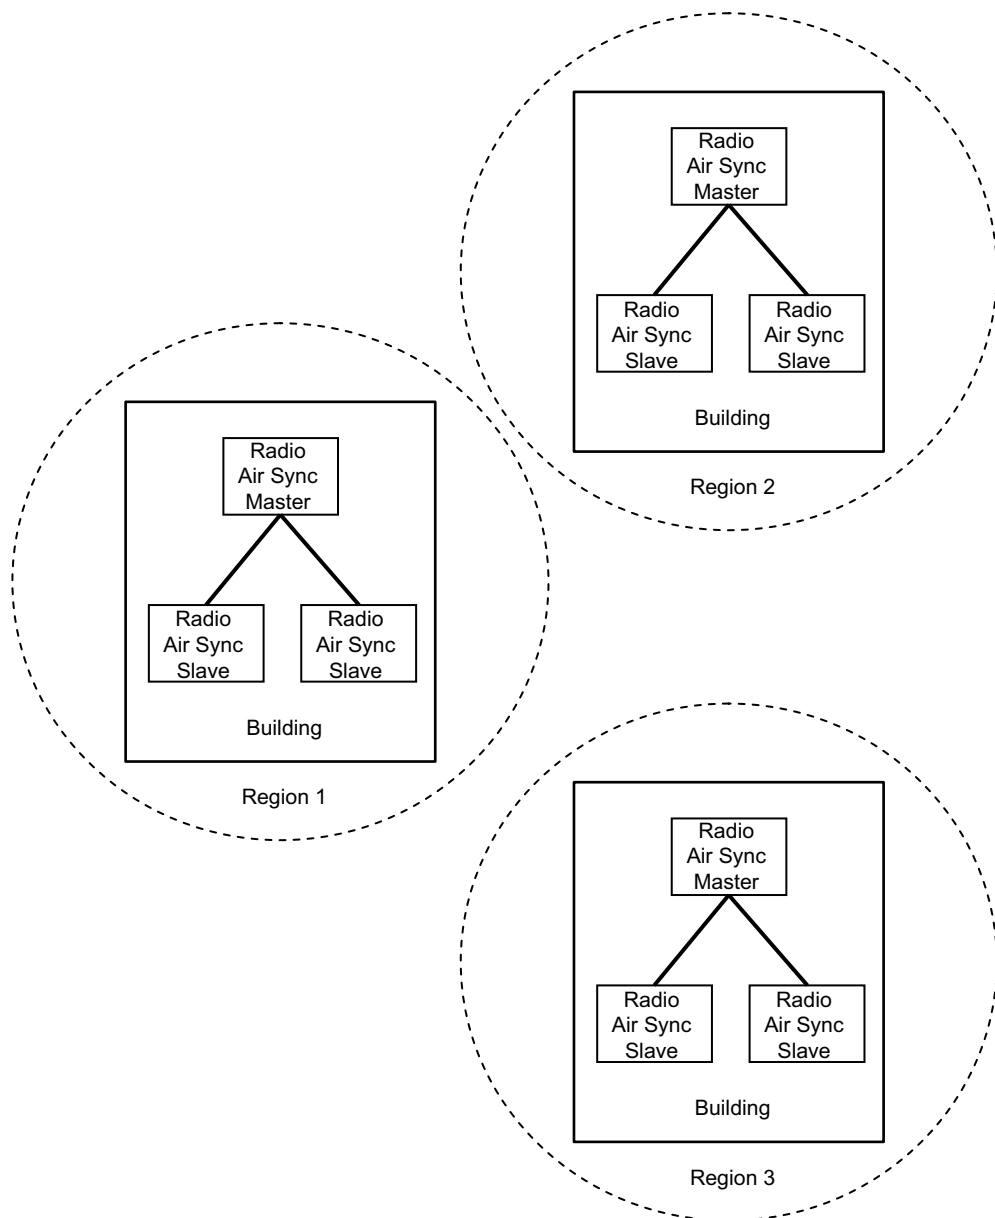 Radio
Air Sync
Master
Radio
Air Sync
Slave
Radio
Air Sync
Slave
Building
Region 2
Radio
Air Sync
Master
Radio
Air Sync
Slave
Radio
Air Sync
Slave
Building
Region 1
Radio
Air Sync
Master
Radio
Air Sync
Slave
Radio
Air Sync
Slave
Building
Region 3